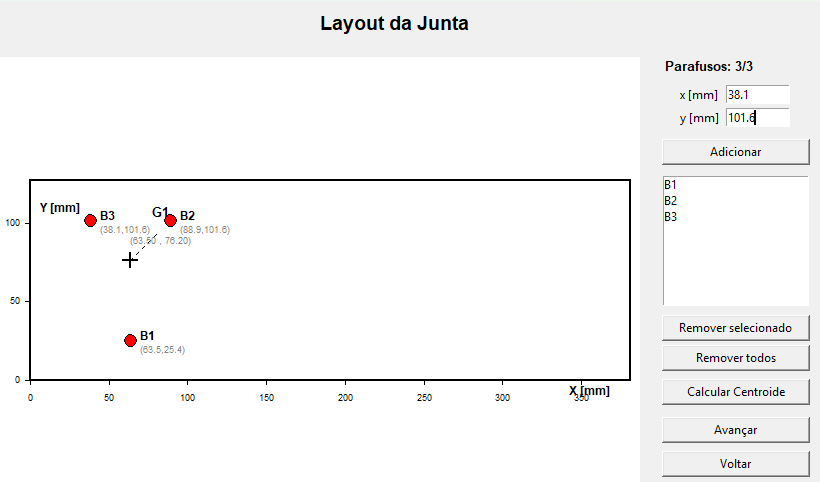 Layout da Junta
Parafusos: 3/3
x [mm] 38.1
y [mm] 101.6
Adicionar
B1
B2
B3
Remover selecionado
Remover todos
Calcular Centroide
Avançar
Voltar
Y [mm]
B3
(38.1,101.6)
G1
(63.50 , 76.20)
B2
(88.9,101.6)
B1
(63.5,25.4)
100
50
0
0 50 100 150 200 250 300 350
X [mm]